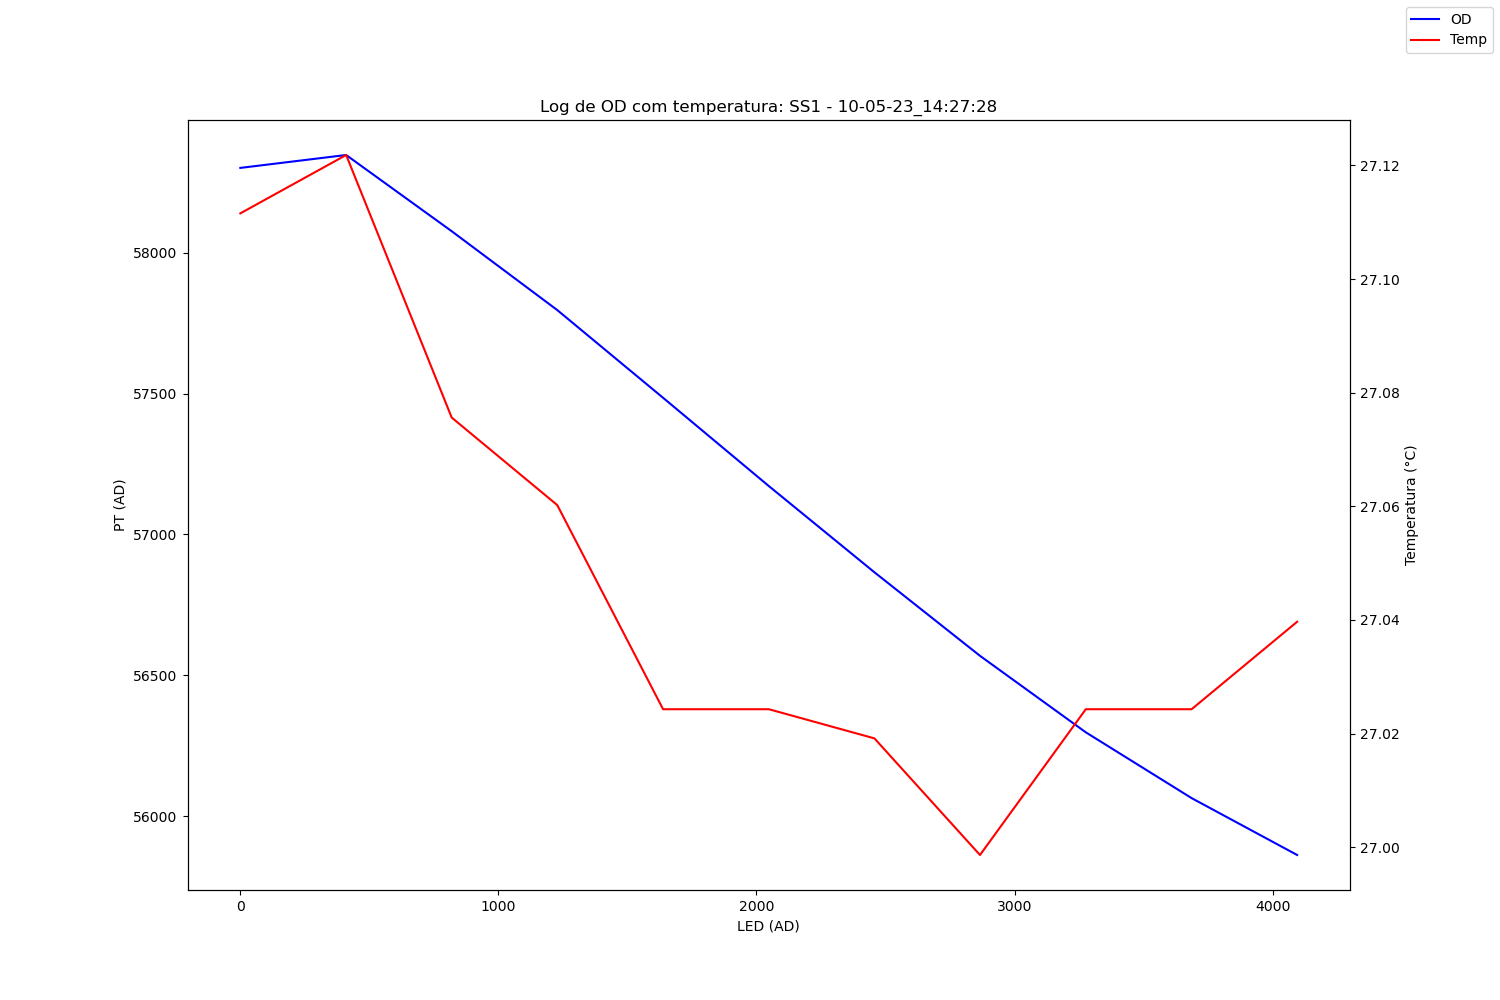 OD
Temp
Log de OD com temperatura: SS1 - 10-05-23_14:27:28
58000
57500
57000
56500
56000
PT (AD)
27.12
27.10
27.08
27.06
27.04
27.02
27.00
Temperatura (°C)
0 1000 2000 3000 4000
LED (AD)